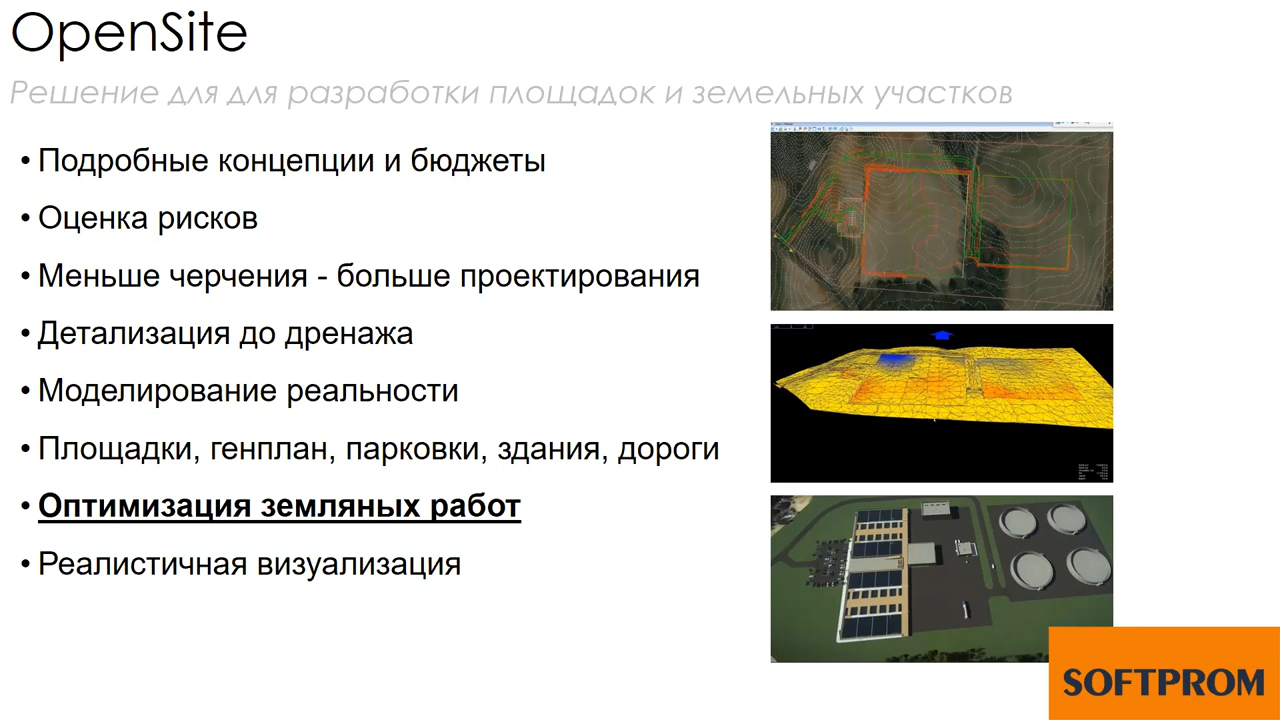 OpenSite
Решение для для разработки площадок и земельных участков
• Подробные концепции и бюджеты
• Оценка рисков
• Меньше черчения - больше проектирования
• Детализация до дренажа
• Моделирование реальности
• Площадки, генплан, парковки, здания, дороги
• Оптимизация земляных работ
• Реалистичная визуализация
SOFTPROM